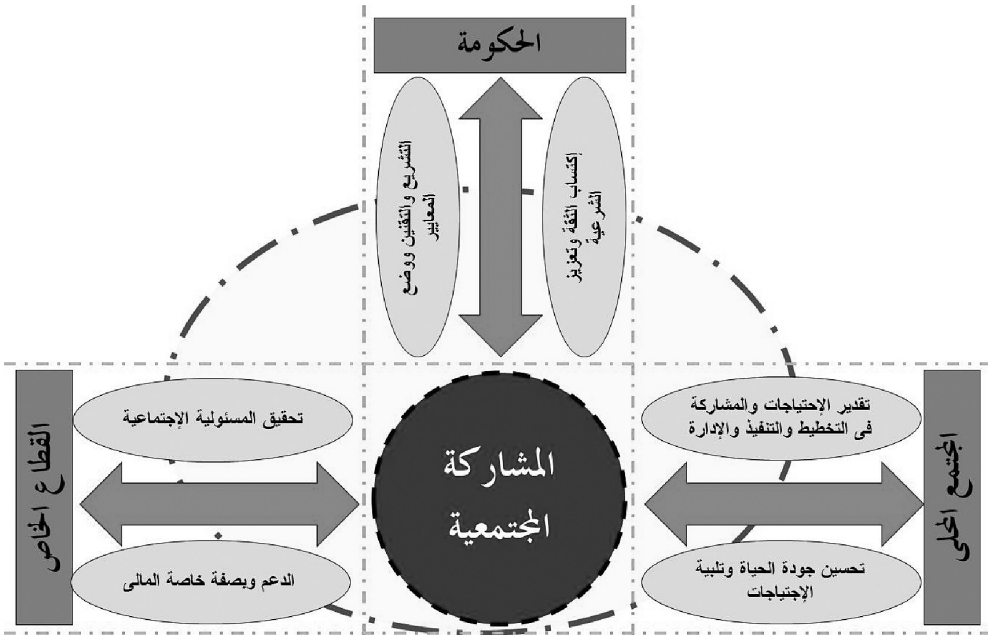 الحكومة
إكتساب الثقة وتعزيز
الشرعية
التشريع والتقنين ووضع
المعايير
المجتمع المحلى
تقدير الإحتياجات والمشاركة
فى التخطيط والتنفيذ والإدارة
تحسين جودة الحياة وتلبية
الإجتياجات
المشاركة
المجتمعية
تحقيق المسئولية الإجتماعية
الدعم وبصفة خاصة المالى
القطاع الخاص